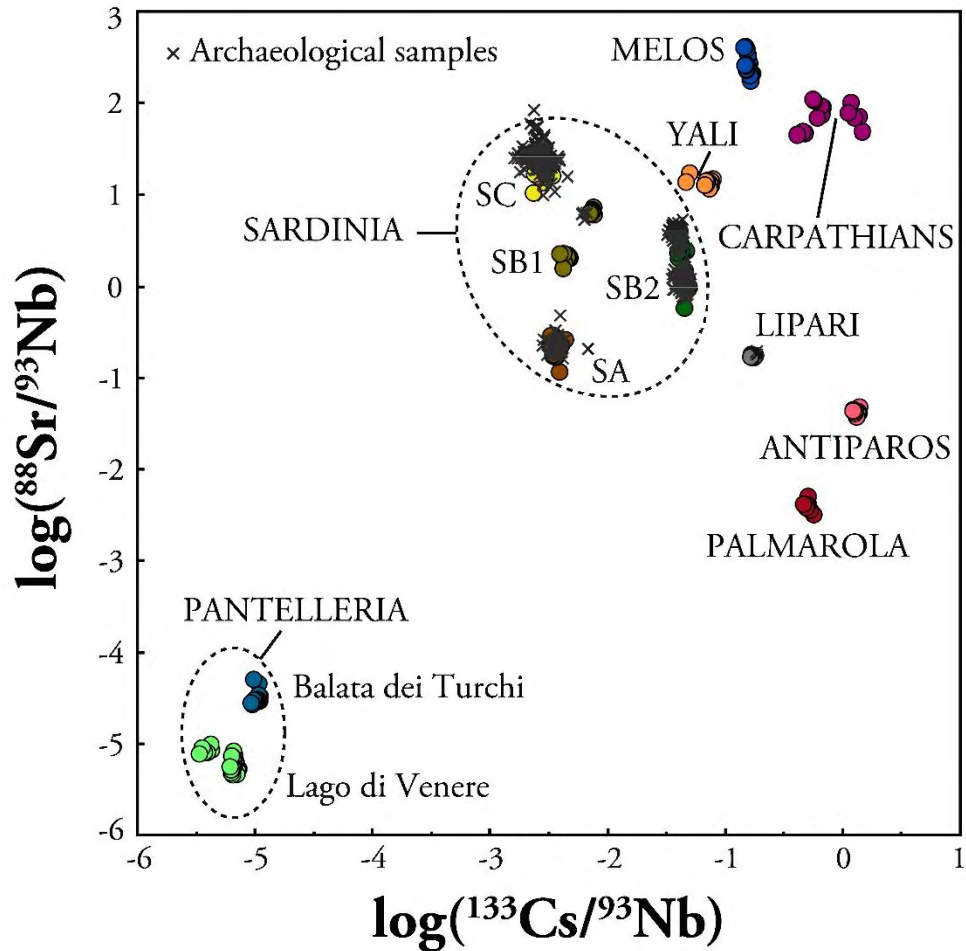 3
× Archaeological samples
MELOS
2
YALI
SC
1
CARPATHIANS
SARDINIA
SB1
SB2
0
LIPARI
SA
-1
ANTIPAROS
-2
PALMAROLA
-3
PANTELLERIA
-4
Balata dei Turchi
-5
Lago di Venere
-6
-6 -5 -4 -3 -2 -1 0 1
log(¹³³Cs/⁹³Nb)
log(⁸⁸Sr/⁹³Nb)